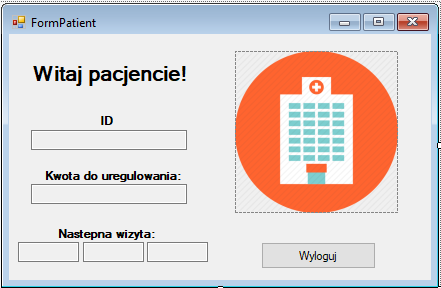 FormPatient
Witaj pacjencie!
ID
Kwota do uregulowania:
Nastepna wizyta:
Wyloguj